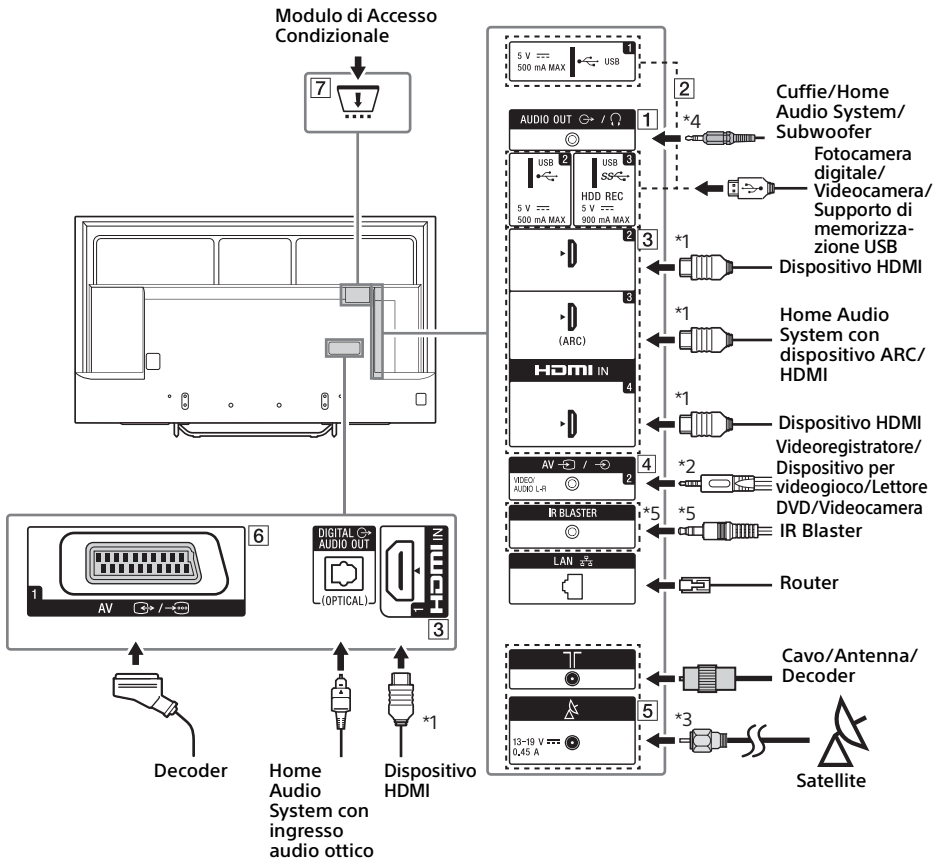 Modulo di Accesso
Condizionale
7
5 V
500 mA MAX
USB
1
2
AUDIO OUT /
1
*4
Cuffie/Home
Audio System/
Subwoofer
USB
2
5 V
500 mA MAX
USB
3
SS
HDD REC
5 V
900 mA MAX
Fotocamera
digitale/
Videocamera/
Supporto di
memorizza-
zione USB
2
3
*1
Dispositivo HDMI
3
(ARC)
*1
Home Audio
System con
dispositivo ARC/
HDMI
HDMI IN
4
*1
Dispositivo HDMI
AV /
VIDEO/
AUDIO L-R
2
4
*2
Videoregistratore/
Dispositivo per
videogioco/Lettore
DVD/Videocamera
IR BLASTER
*5
*5
IR Blaster
LAN
Router
Cavo/Antenna/
Decoder
5
13-19 V
0.45 A
*3
Satellite
6
1
AV /
DIGITAL
AUDIO OUT
(OPTICAL)
HDMI IN
1
3
*1
Decoder
Home
Audio
System con
ingresso
audio ottico
Dispositivo
HDMI